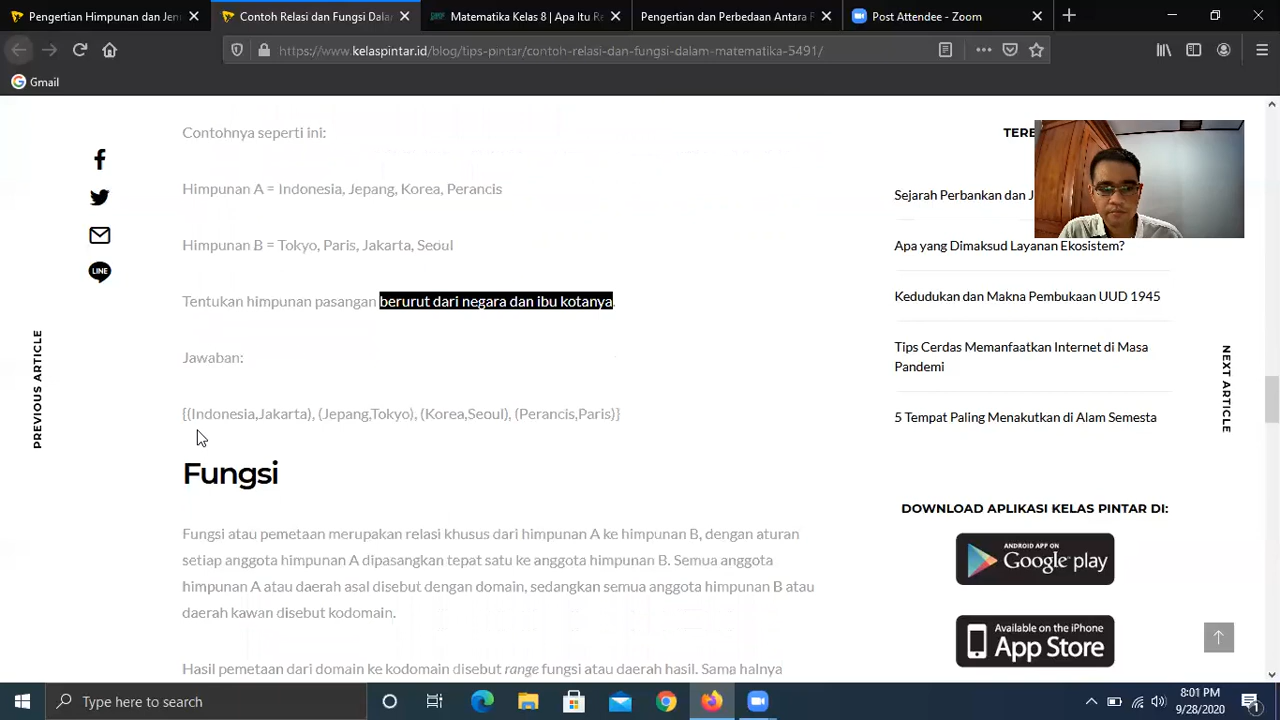 Pengertian Himpunan dan Jen
Contoh Relasi dan Fungsi Dala
Matematika Kelas 8 | Apa Itu Re
Pengertian dan Perbedaan Antara F
Post Attendee - Zoom
https://www.kelaspintar.id/blog/tips-pintar/contoh-relasi-dan-fungsi-dalam-matematika-5491/
Gmail
Contohnya seperti ini:
Himpunan A = Indonesia, Jepang, Korea, Perancis
Himpunan B = Tokyo, Paris, Jakarta, Seoul
Tentukan himpunan pasangan berurut dari negara dan ibu kotanya.
Jawaban:
{(Indonesia,Jakarta), (Jepang,Tokyo), (Korea,Seoul), (Perancis,Paris)}
Fungsi
Fungsi atau pemetaan merupakan relasi khusus dari himpunan A ke himpunan B, dengan aturan
setiap anggota himpunan A dipasangkan tepat satu ke anggota himpunan B. Semua anggota
himpunan A atau daerah asal disebut dengan domain, sedangkan semua anggota himpunan B atau
daerah kawan disebut kodomain.
Hasil pemetaan dari domain ke kodomain disebut range fungsi atau daerah hasil. Sama halnya
LINE
PREVIOUS ARTICLE
TERE
Sejarah Perbankan dan J
Apa yang Dimaksud Layanan Ekosistem?
Kedudukan dan Makna Pembukaan UUD 1945
Tips Cerdas Memanfaatkan Internet di Masa
Pandemi
5 Tempat Paling Menakutkan di Alam Semesta
NEXT ARTICLE
DOWNLOAD APLIKASI KELAS PINTAR DI:
ANDROID APP ON
Google play
Available on the iPhone
App Store
Type here to search
8:01 PM
9/28/2020
1